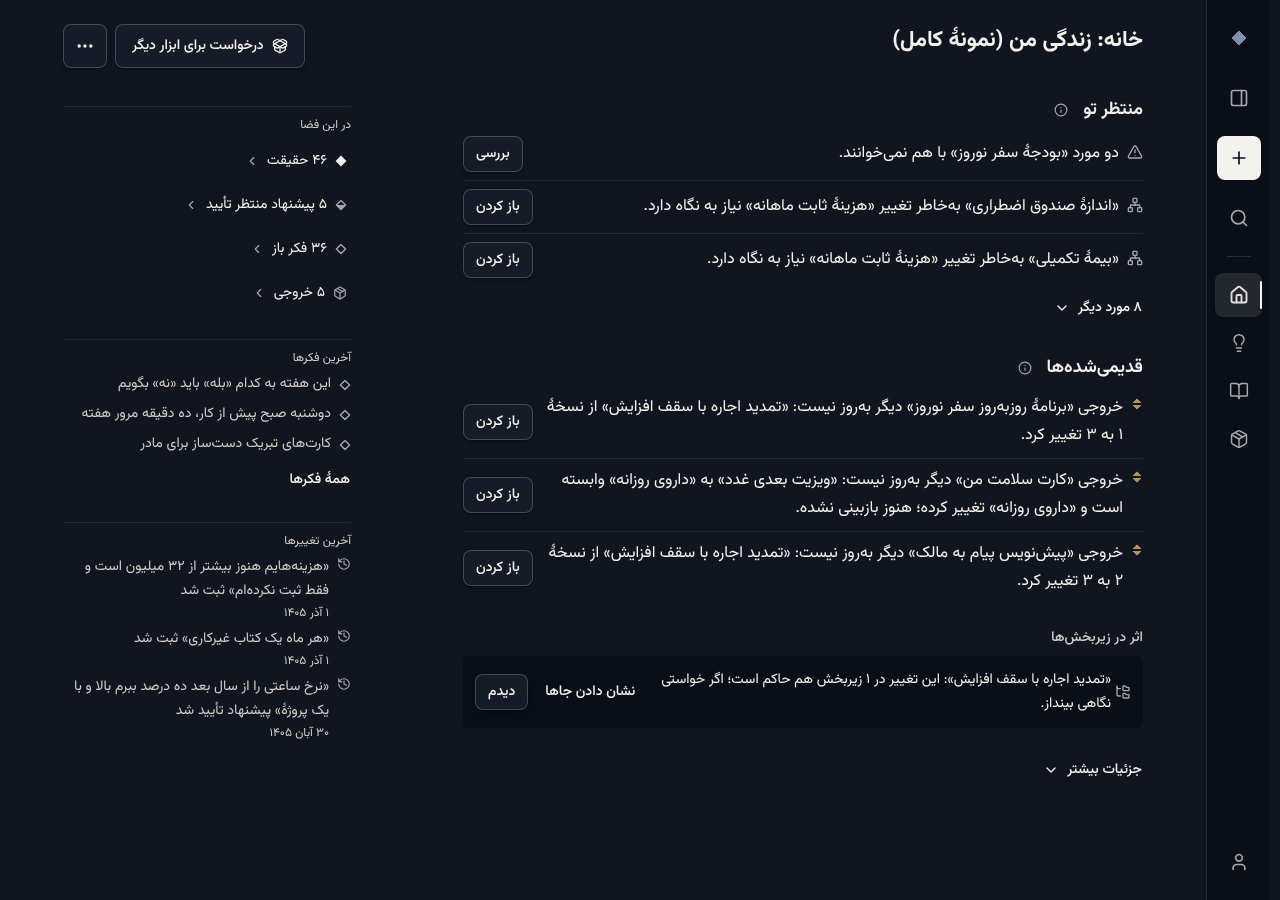 خانه: زندگی من (نمونهٔ کامل)
درخواست برای ابزار دیگر
منتظر تو
دو مورد «بودجهٔ سفر نوروز» با هم نمی‌خوانند.
بررسی
«اندازهٔ صندوق اضطراری» به‌خاطر تغییر «هزینهٔ ثابت ماهانه» نیاز به نگاه دارد.
باز کردن
«بیمهٔ تکمیلی» به‌خاطر تغییر «هزینهٔ ثابت ماهانه» نیاز به نگاه دارد.
باز کردن
۸ مورد دیگر
قدیمی‌شده‌ها
خروجی «برنامهٔ روزبه‌روز سفر نوروز» دیگر به‌روز نیست: «تمدید اجاره با سقف افزایش» از نسخهٔ
۱ به ۳ تغییر کرد.
باز کردن
خروجی «کارت سلامت من» دیگر به‌روز نیست: «ویزیت بعدی غدد» به «داروی روزانه» وابسته
است و «داروی روزانه» تغییر کرده؛ هنوز بازبینی نشده.
باز کردن
خروجی «پیش‌نویس پیام به مالک» دیگر به‌روز نیست: «تمدید اجاره با سقف افزایش» از نسخهٔ
۲ به ۳ تغییر کرد.
باز کردن
اثر در زیربخش‌ها
«تمدید اجاره با سقف افزایش»: این تغییر در ۱ زیربخش هم حاکم است؛ اگر خواستی
نگاهی بینداز.
نشان دادن جاها
دیدم
جزئیات بیشتر
در این فضا
۴۶ حقیقت
۵ پیشنهاد منتظر تأیید
۳۶ فکر باز
۵ خروجی
آخرین فکرها
این هفته به کدام «بله» باید «نه» بگویم
دوشنبه صبح پیش از کار، ده دقیقه مرور هفته
کارت‌های تبریک دست‌ساز برای مادر
همهٔ فکرها
آخرین تغییرها
«هزینه‌هایم هنوز بیشتر از ۳۲ میلیون است و
فقط ثبت نکرده‌ام» ثبت شد
۱ آذر ۱۴۰۵
«هر ماه یک کتاب غیرکاری» ثبت شد
۱ آذر ۱۴۰۵
«نرخ ساعتی را از سال بعد ده درصد ببرم بالا و با
یک پروژهٔ» پیشنهاد تأیید شد
۳۰ آبان ۱۴۰۵